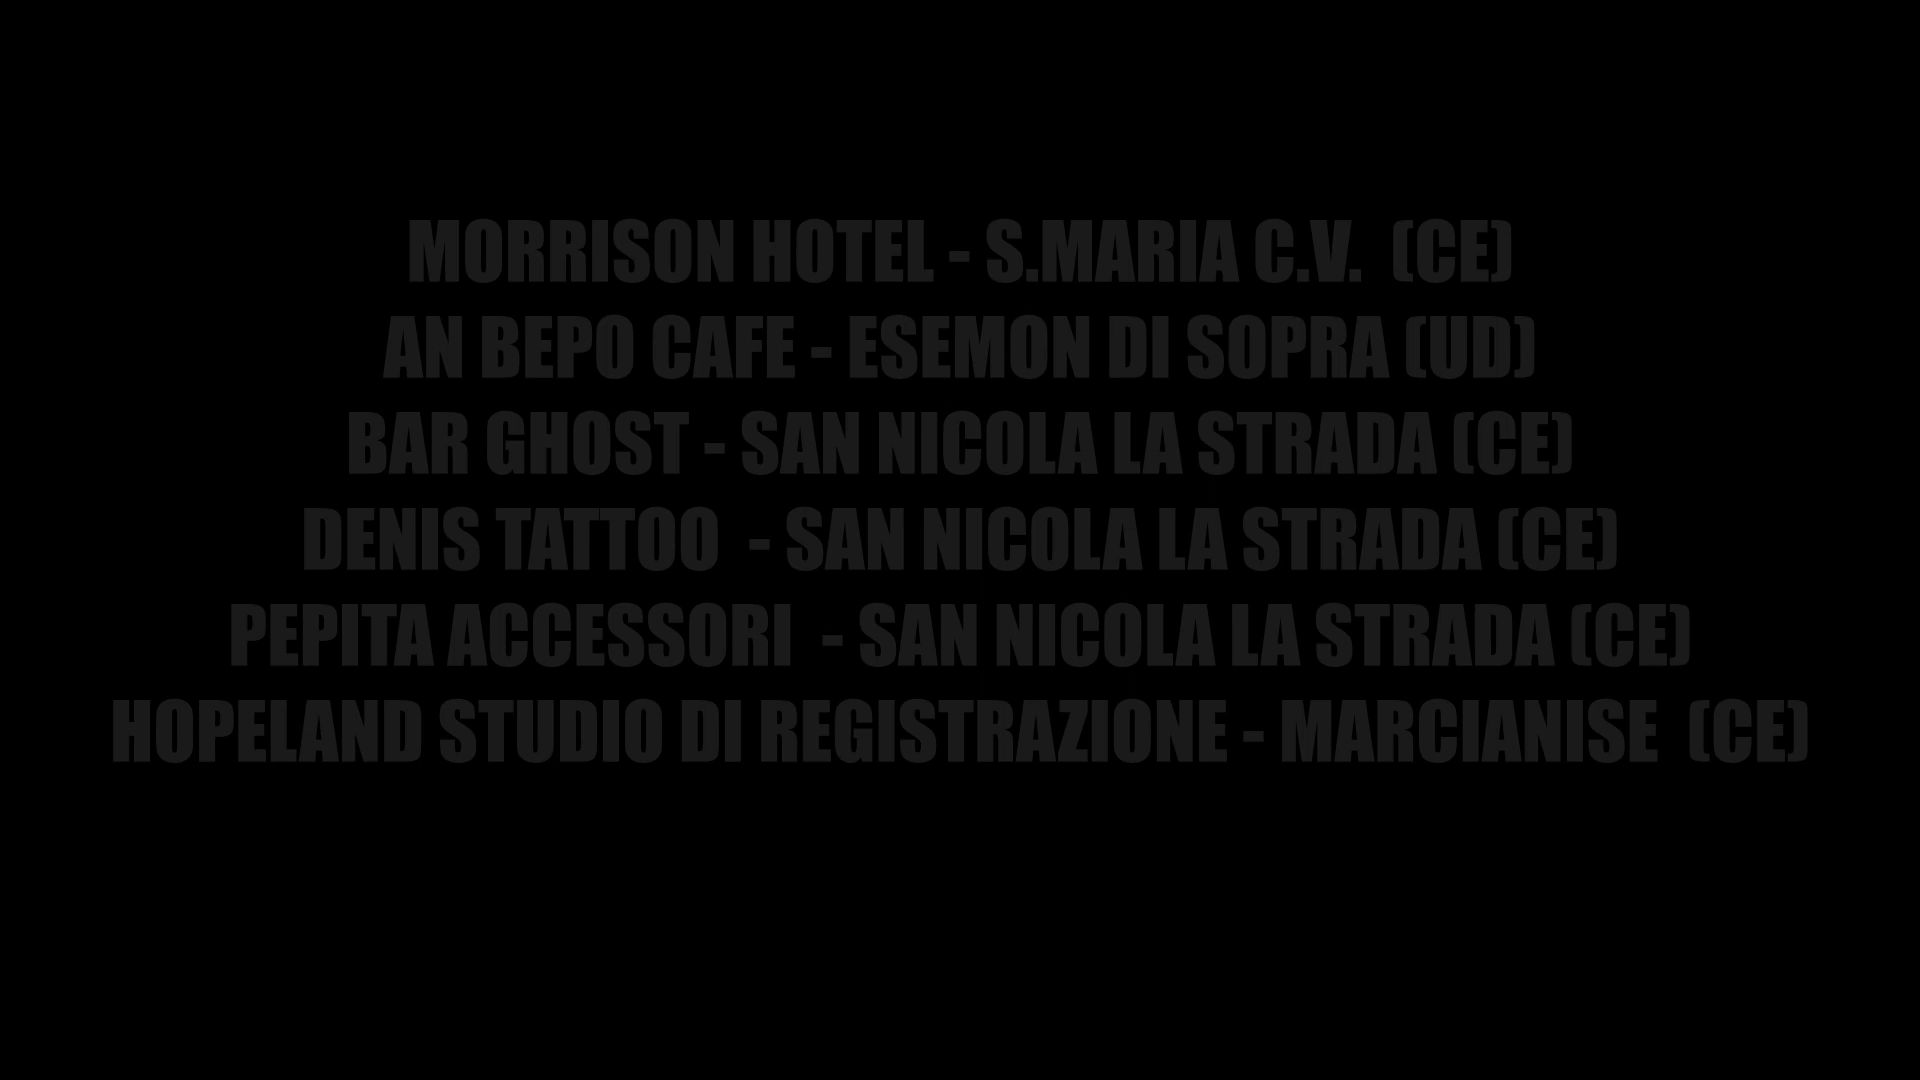 MORRISON HOTEL - S.MARIA C.V.  (CE)
AN BEPO CAFE - ESEMON DI SOPRA (UD)
BAR GHOST - SAN NICOLA LA STRADA (CE)
DENIS TATTOO  - SAN NICOLA LA STRADA (CE)
PEPITA ACCESSORI  - SAN NICOLA LA STRADA (CE)
HOPELAND STUDIO DI REGISTRAZIONE - MARCIANISE  (CE)